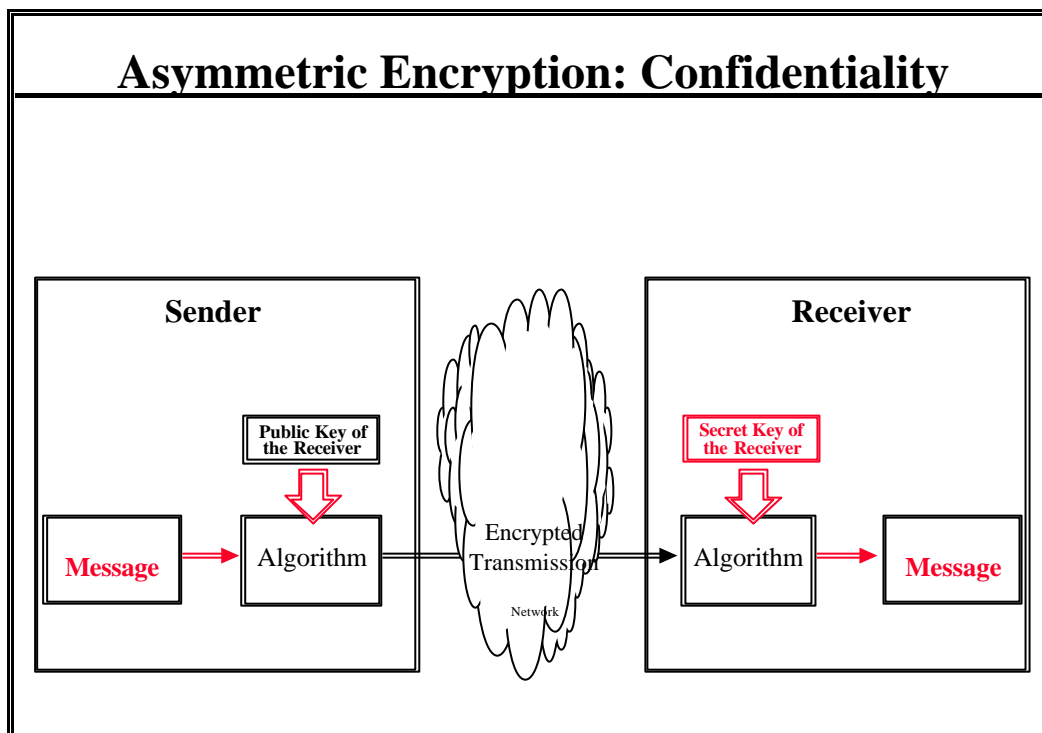 Asymmetric Encryption: Confidentiality
Sender
Public Key of
the Receiver
Message
Algorithm
Encrypted
Transmission
Network
Receiver
Secret Key of
the Receiver
Algorithm
Message